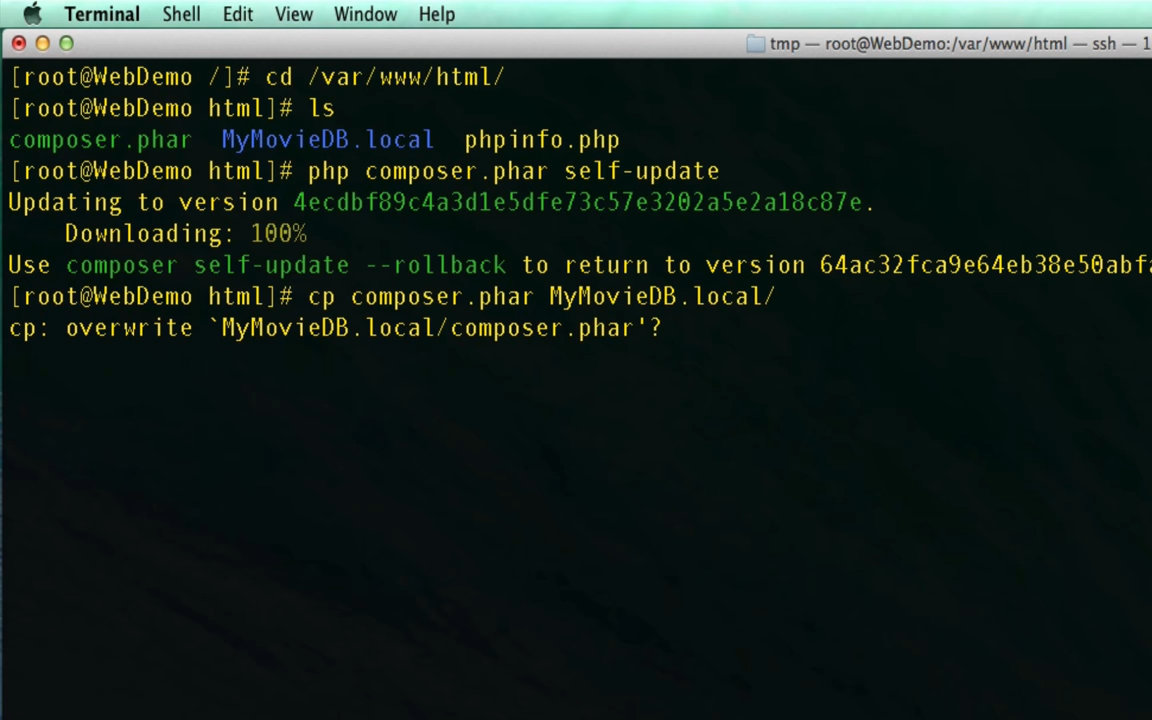 Terminal Shell Edit View Window Help
tmp — root@WebDemo:/var/www/html — ssh — 1
[root@WebDemo /]# cd /var/www/html/
[root@WebDemo html]# ls
composer.phar MyMovieDB.local phpinfo.php
[root@WebDemo html]# php composer.phar self-update
Updating to version 4ecdbf89c4a3d1e5dfe73c57e3202a5e2a18c87e.
Downloading: 100%
Use composer self-update --rollback to return to version 64ac32fca9e64eb38e50abfa
[root@WebDemo html]# cp composer.phar MyMovieDB.local/
cp: overwrite `MyMovieDB.local/composer.phar'?